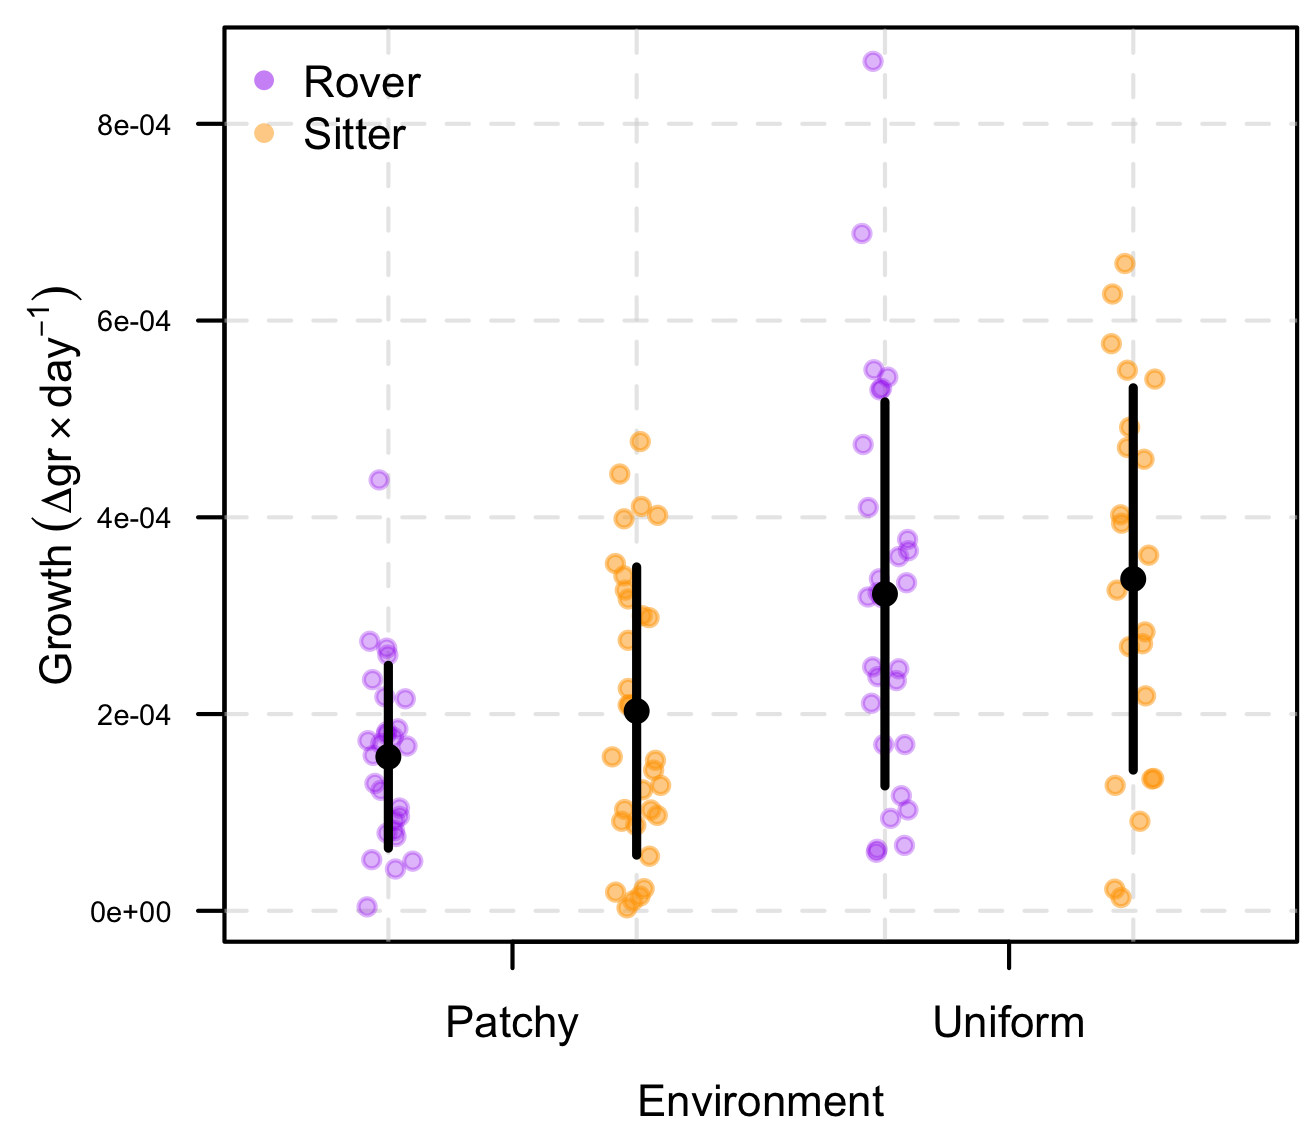 Rover
Sitter
8e-04
6e-04
4e-04
2e-04
0e+00
Growth (Δgr × day⁻¹)
Patchy Uniform
Environment